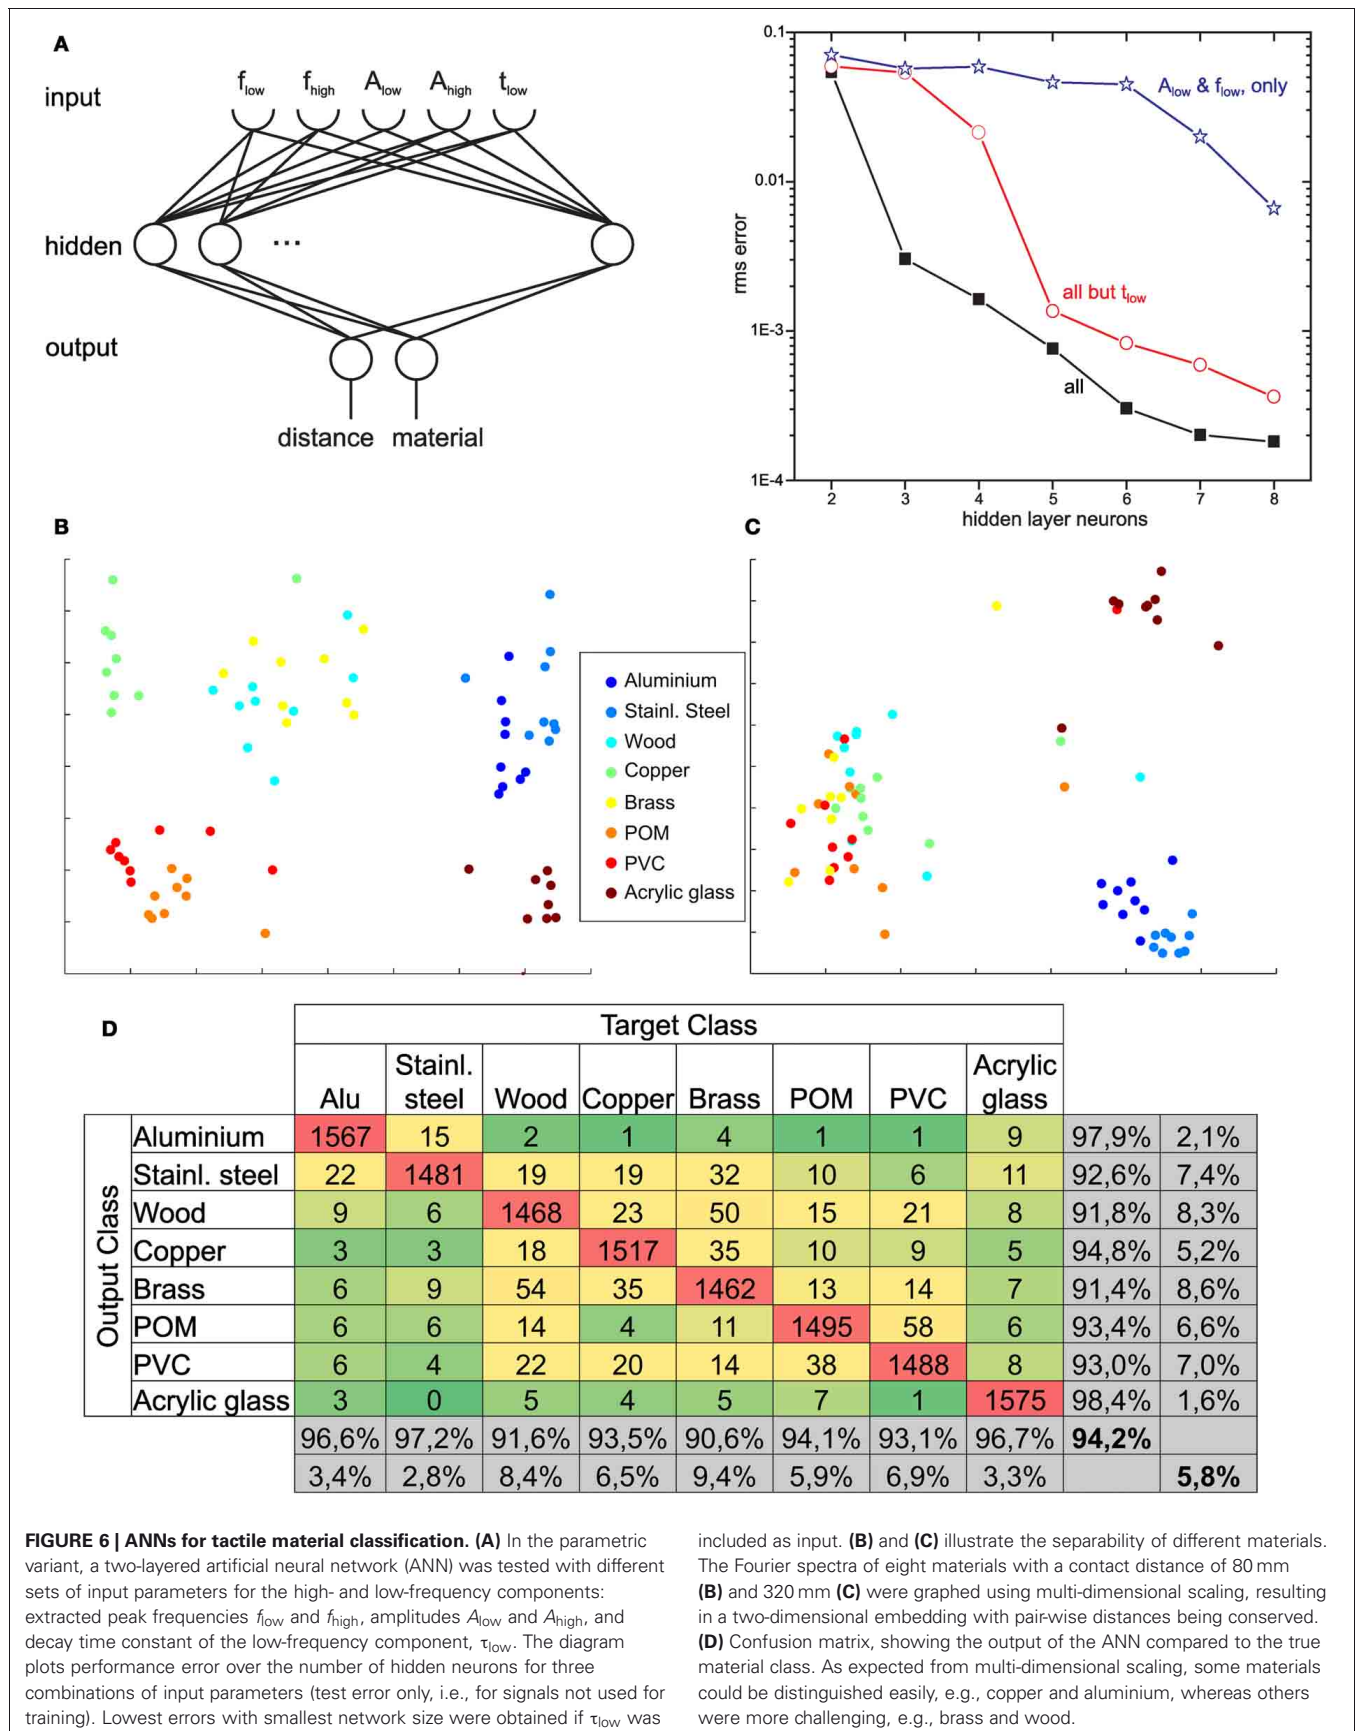 A
input
f_low f_high A_low A_high t_low
hidden
...
output
distance material
0.1
0.01
1E-3
1E-4
rms error
A_low & f_low, only
all but t_low
all
2 3 4 5 6 7 8
hidden layer neurons
B
C
Aluminium
Stainl. Steel
Wood
Copper
Brass
POM
PVC
Acrylic glass
D
Target Class
Alu Stainl. steel Wood Copper Brass POM PVC Acrylic glass
Output Class
Aluminium 1567 15 2 1 4 1 1 9 97,9% 2,1%
Stainl. steel 22 1481 19 19 32 10 6 11 92,6% 7,4%
Wood 9 6 1468 23 50 15 21 8 91,8% 8,3%
Copper 3 3 18 1517 35 10 9 5 94,8% 5,2%
Brass 6 9 54 35 1462 13 14 7 91,4% 8,6%
POM 6 6 14 4 11 1495 58 6 93,4% 6,6%
PVC 6 4 22 20 14 38 1488 8 93,0% 7,0%
Acrylic glass 3 0 5 4 5 7 1 1575 98,4% 1,6%
96,6% 97,2% 91,6% 93,5% 90,6% 94,1% 93,1% 96,7% 94,2%
3,4% 2,8% 8,4% 6,5% 9,4% 5,9% 6,9% 3,3% 5,8%
FIGURE 6 | ANNs for tactile material classification. (A) In the parametric
variant, a two-layered artificial neural network (ANN) was tested with different
sets of input parameters for the high- and low-frequency components:
extracted peak frequencies f_low and f_high, amplitudes A_low and A_high, and
decay time constant of the low-frequency component, τ_low. The diagram
plots performance error over the number of hidden neurons for three
combinations of input parameters (test error only, i.e., for signals not used for
training). Lowest errors with smallest network size were obtained if τ_low was
included as input. (B) and (C) illustrate the separability of different materials.
The Fourier spectra of eight materials with a contact distance of 80 mm
(B) and 320 mm (C) were graphed using multi-dimensional scaling, resulting
in a two-dimensional embedding with pair-wise distances being conserved.
(D) Confusion matrix, showing the output of the ANN compared to the true
material class. As expected from multi-dimensional scaling, some materials
could be distinguished easily, e.g., copper and aluminium, whereas others
were more challenging, e.g., brass and wood.